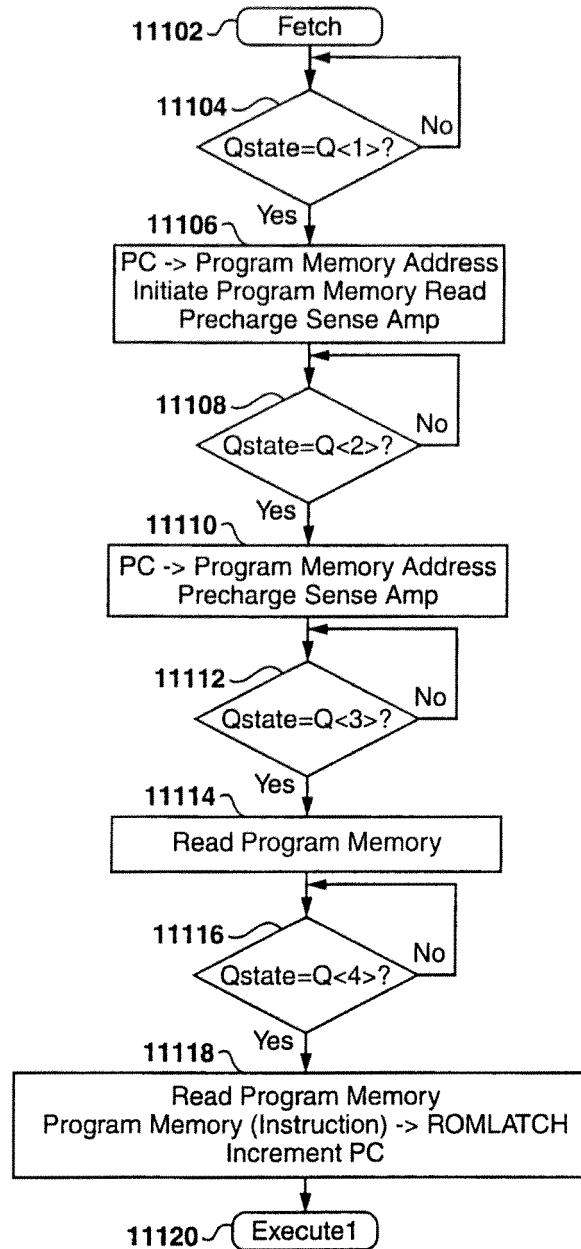 11102 Fetch
11104
Qstate=Q<1>? No
Yes
11106
PC -> Program Memory Address
Initiate Program Memory Read
Precharge Sense Amp
11108
Qstate=Q<2>? No
Yes
11110
PC -> Program Memory Address
Precharge Sense Amp
11112
Qstate=Q<3>? No
Yes
11114
Read Program Memory
11116
Qstate=Q<4>? No
Yes
11118
Read Program Memory
Program Memory (Instruction) -> ROMLATCH
Increment PC
11120 Execute1